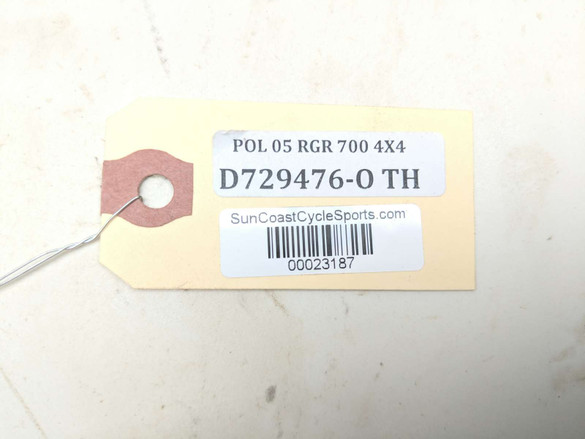 POL 05 RGR 700 4X4
D729476-O TH
SunCoastCycleSports.com
00023187